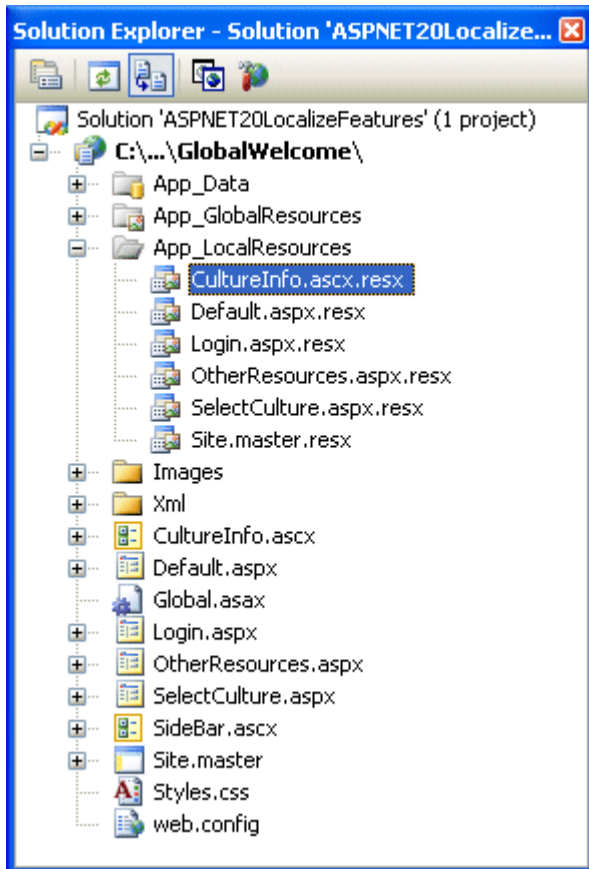 Solution Explorer - Solution 'ASPNET20Localize...
Solution 'ASPNET20LocalizeFeatures' (1 project)
C:\...\GlobalWelcome\
App_Data
App_GlobalResources
App_LocalResources
CultureInfo.ascx.resx
Default.aspx.resx
Login.aspx.resx
OtherResources.aspx.resx
SelectCulture.aspx.resx
Site.master.resx
Images
Xml
CultureInfo.ascx
Default.aspx
Global.asax
Login.aspx
OtherResources.aspx
SelectCulture.aspx
SideBar.ascx
Site.master
Styles.css
web.config